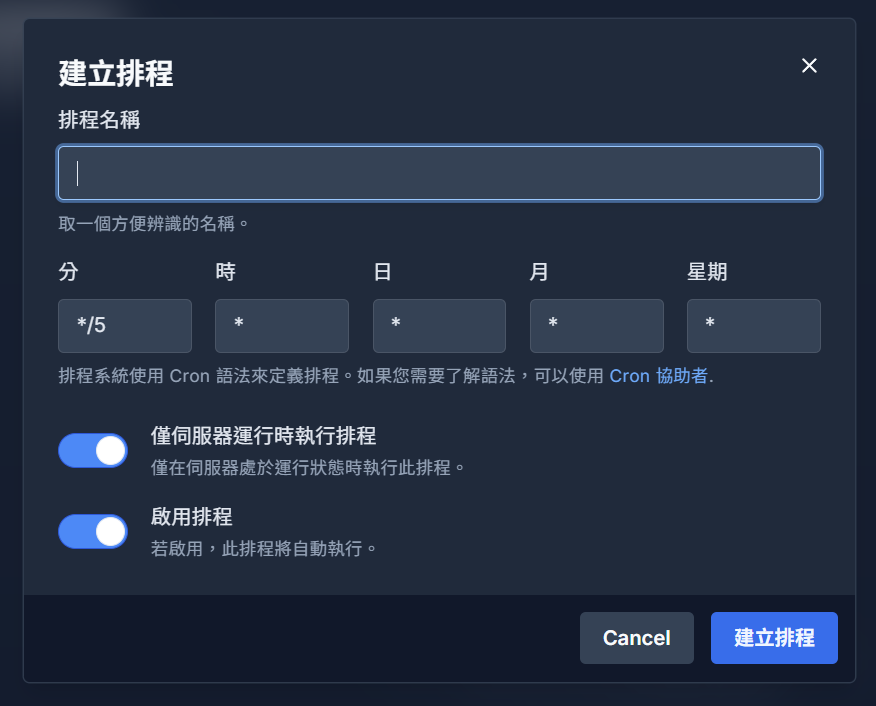 建立排程
排程名稱
取一個方便辨識的名稱。
分 時 日 月 星期
*/5 * * * *
排程系統使用 Cron 語法來定義排程。如果您需要了解語法，可以使用 Cron 協助者.
僅伺服器運行時執行排程
僅在伺服器處於運行狀態時執行此排程。
啟用排程
若啟用，此排程將自動執行。
Cancel 建立排程